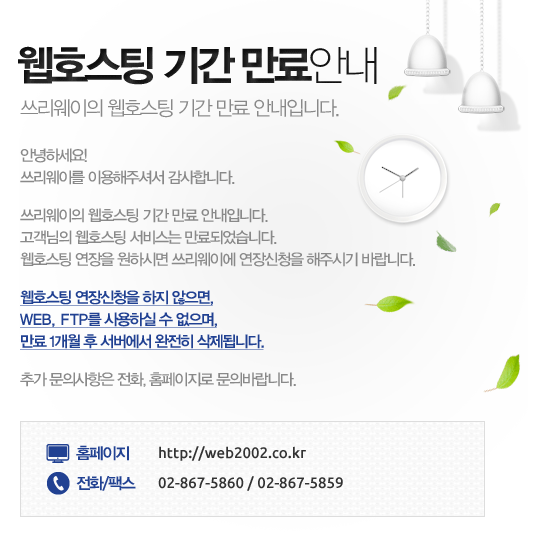 웹호스팅 기간 만료안내
쓰리웨이의 웹호스팅 기간 만료 안내입니다.
안녕하세요!
쓰리웨이를 이용해주셔서 감사합니다.
쓰리웨이의 웹호스팅 기간 만료 안내입니다.
고객님의 웹호스팅 서비스는 만료되었습니다.
웹호스팅 연장을 원하시면 쓰리웨이에 연장신청을 해주시기 바랍니다.
웹호스팅 연장신청을 하지 않으면,
WEB, FTP를 사용하실 수 없으며,
만료 1개월 후 서버에서 완전히 삭제됩니다.
추가 문의사항은 전화, 홈페이지로 문의바랍니다.
홈페이지 http://web2002.co.kr
전화/팩스 02-867-5860 / 02-867-5859